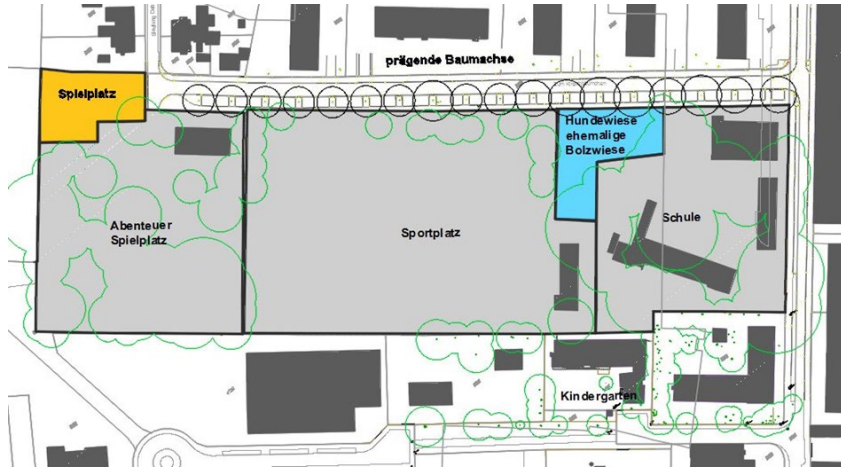 prägende Baumachse
Spielplatz
Hundewiese
ehemalige
Bolzwiese
Abenteuer
Spielplatz
Sportplatz
Schule
Kindergarten